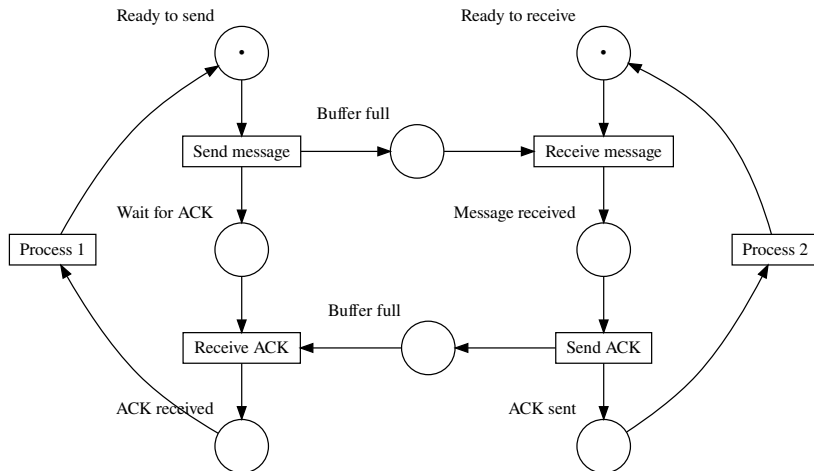 Ready to send
Ready to receive
Buffer full
Send message
Receive message
Wait for ACK
Message received
Process 1
Process 2
Buffer full
Receive ACK
Send ACK
ACK received
ACK sent